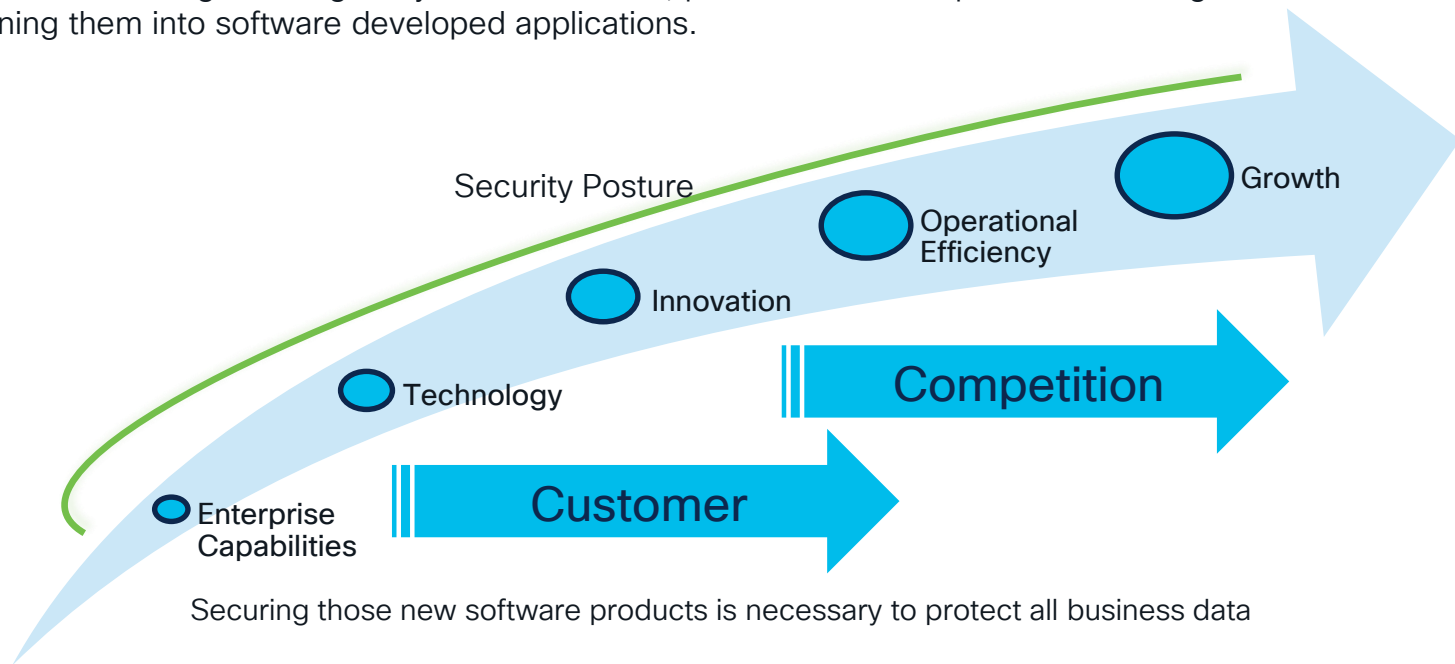 ning them into software developed applications.
Security Posture
Growth
Operational
Efficiency
Innovation
Competition
Technology
Customer
Enterprise
Capabilities
Securing those new software products is necessary to protect all business data